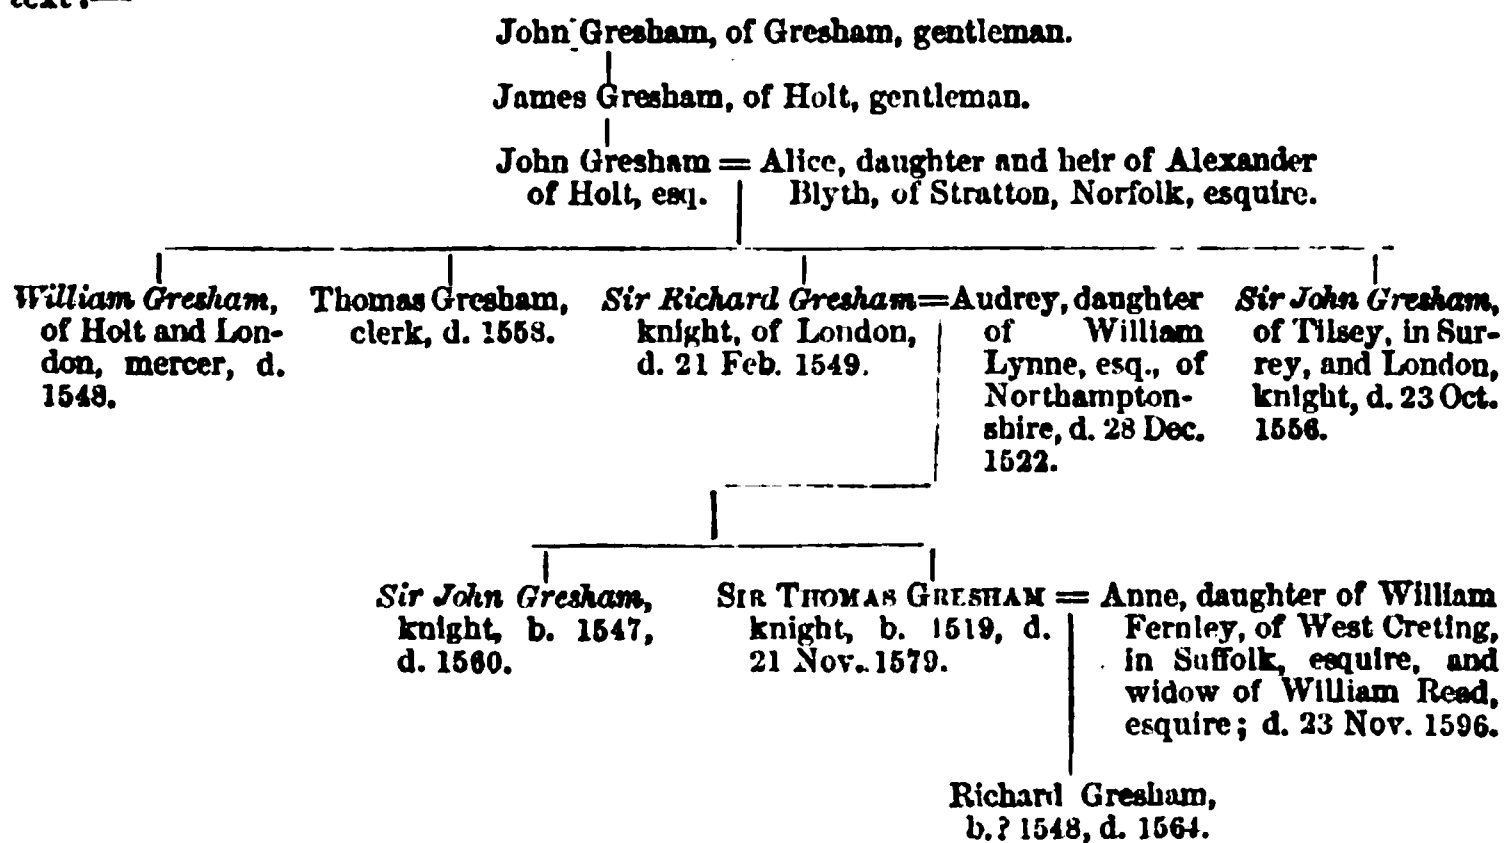 John Gresham, of Gresham, gentleman.
James Gresham, of Holt, gentleman.
John Gresham = Alice, daughter and heir of Alexander
of Holt, esq. Blyth, of Stratton, Norfolk, esquire.
William Gresham,
of Holt and Lon-
don, mercer, d.
1548.
Thomas Gresham,
clerk, d. 1558.
Sir Richard Gresham=
knight, of London,
d. 21 Feb. 1549.
Audrey, daughter
of William
Lynne, esq., of
Northampton-
shire, d. 28 Dec.
1522.
Sir John Gresham,
of Tilsey, in Sur-
rey, and London,
knight, d. 23 Oct.
1556.
Sir John Gresham,
knight, b. 1547,
d. 1560.
SIR THOMAS GRESHAM =
knight, b. 1519, d.
21 Nov. 1579.
Anne, daughter of William
Fernley, of West Creting,
in Suffolk, esquire, and
widow of William Read,
esquire; d. 23 Nov. 1596.
Richard Gresham,
b.? 1548, d. 1564.